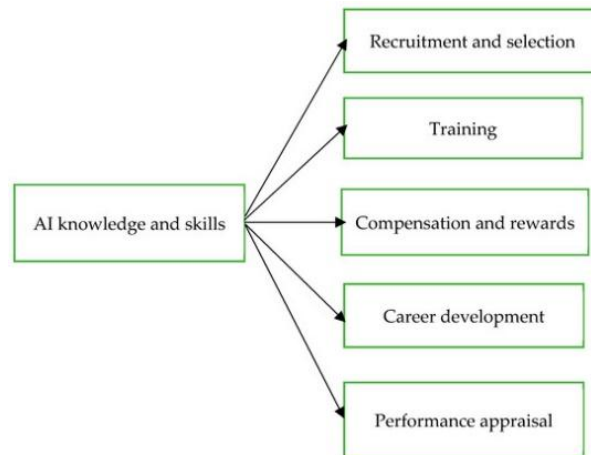 Recruitment and selection
Training
AI knowledge and skills
Compensation and rewards
Career development
Performance appraisal